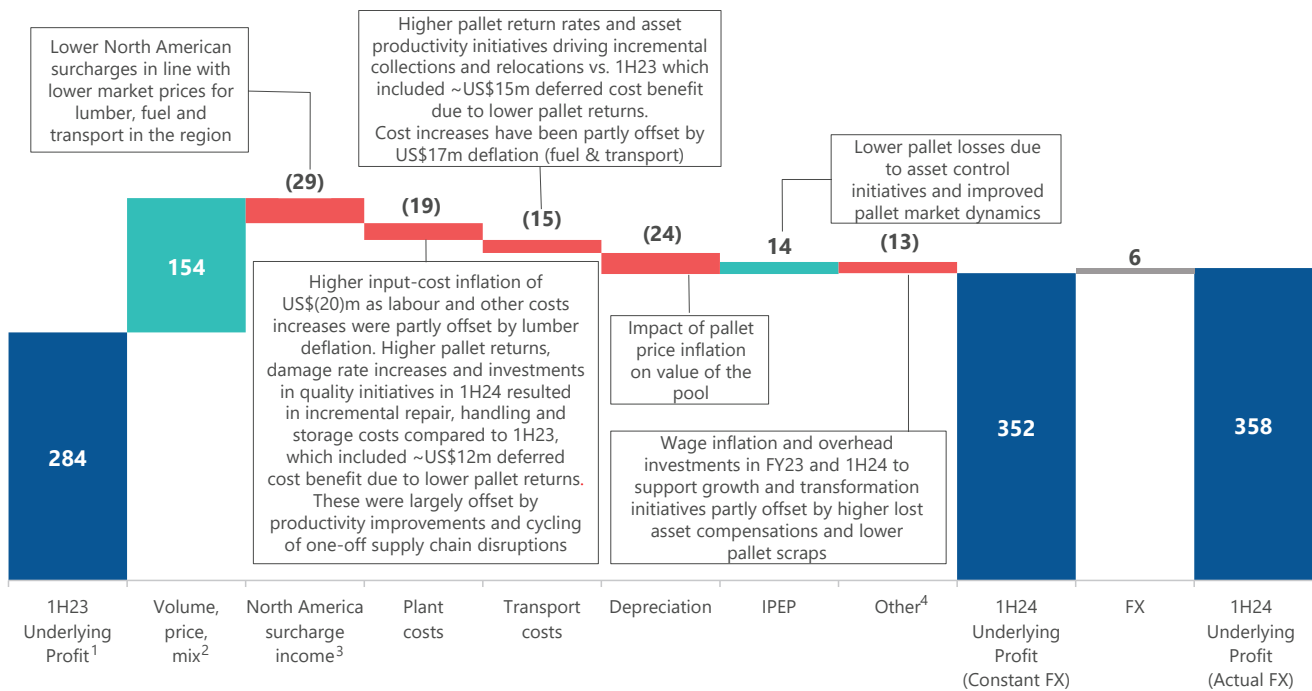 Lower North American
surcharges in line with
lower market prices for
lumber, fuel and
transport in the region
Higher pallet return rates and asset
productivity initiatives driving incremental
collections and relocations vs. 1H23 which
included ~US$15m deferred cost benefit
due to lower pallet returns.
Cost increases have been partly offset by
US$17m deflation (fuel & transport)
Lower pallet losses due
to asset control
initiatives and improved
pallet market dynamics
284
154
(29)
(19)
(15)
(24)
14
(13)
352
6
358
Higher input-cost inflation of
US$(20)m as labour and other costs
increases were partly offset by lumber
deflation. Higher pallet returns,
damage rate increases and investments
in quality initiatives in 1H24 resulted
in incremental repair, handling and
storage costs compared to 1H23,
which included ~US$12m deferred
cost benefit due to lower pallet returns.
These were largely offset by
productivity improvements and cycling
of one-off supply chain disruptions
Impact of pallet
price inflation
on value of the
pool
Wage inflation and overhead
investments in FY23 and 1H24 to
support growth and transformation
initiatives partly offset by higher lost
asset compensations and lower
pallet scraps
1H23
Underlying
Profit1
Volume,
price,
mix2
North America
surcharge
income3
Plant
costs
Transport
costs
Depreciation
IPEP
Other4
1H24
Underlying
Profit
(Constant FX)
FX
1H24
Underlying
Profit
(Actual FX)